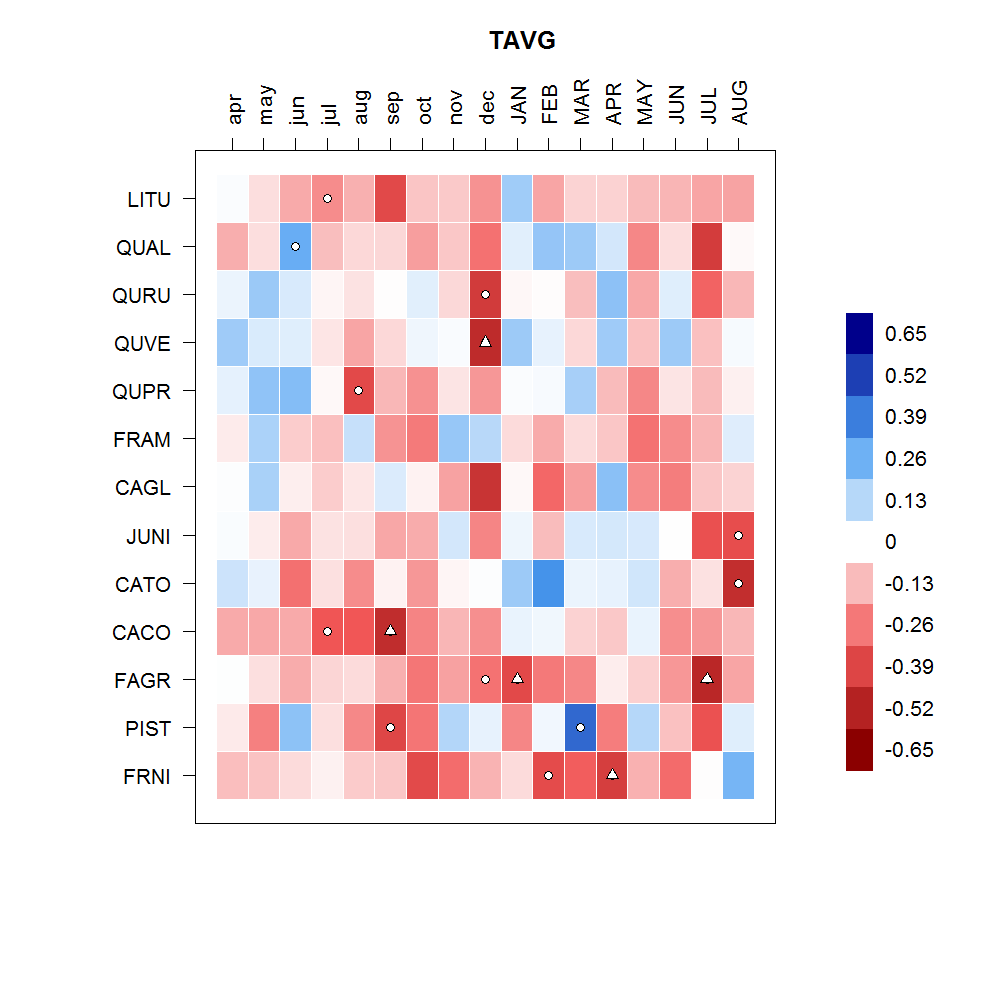 TAVG
apr may jun jul aug sep oct nov dec JAN FEB MAR APR MAY JUN JUL AUG
LITU
QUAL
QURU
QUVE
QUPR
FRAM
CAGL
JUNI
CATO
CACO
FAGR
PIST
FRNI
0.65
0.52
0.39
0.26
0.13
0
-0.13
-0.26
-0.39
-0.52
-0.65